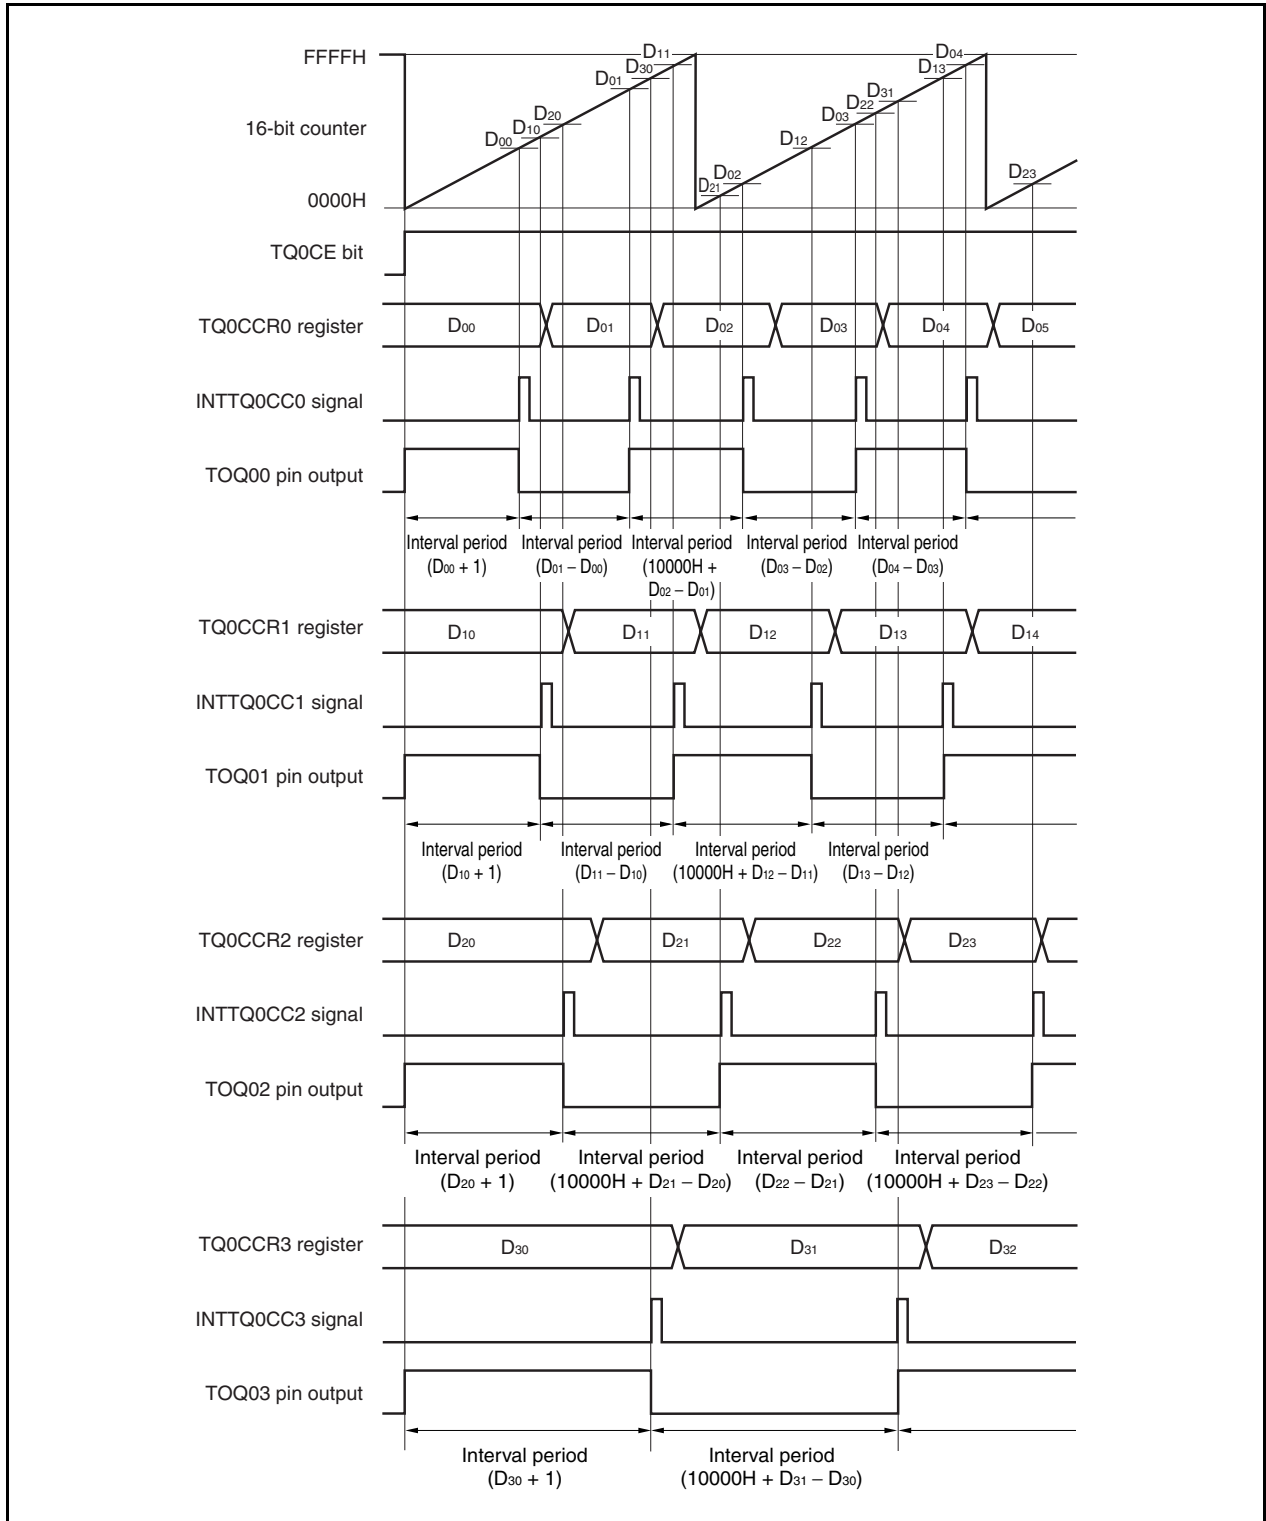 FFFFH
16-bit counter
0000H
D00
D10
D20
D01
D30
D11
D21
D02
D12
D03
D22
D31
D13
D04
D23
TQ0CE bit
TQ0CCR0 register
D00 D01 D02 D03 D04 D05
INTTQ0CC0 signal
TOQ00 pin output
Interval period
(D00 + 1)
Interval period
(D01 – D00)
Interval period
(10000H +
D02 – D01)
Interval period
(D03 – D02)
Interval period
(D04 – D03)
TQ0CCR1 register
D10 D11 D12 D13 D14
INTTQ0CC1 signal
TOQ01 pin output
Interval period
(D10 + 1)
Interval period
(D11 – D10)
Interval period
(10000H + D12 – D11)
Interval period
(D13 – D12)
TQ0CCR2 register
D20 D21 D22 D23
INTTQ0CC2 signal
TOQ02 pin output
Interval period
(D20 + 1)
Interval period
(10000H + D21 – D20)
Interval period
(D22 – D21)
Interval period
(10000H + D23 – D22)
TQ0CCR3 register
D30 D31 D32
INTTQ0CC3 signal
TOQ03 pin output
Interval period
(D30 + 1)
Interval period
(10000H + D31 – D30)